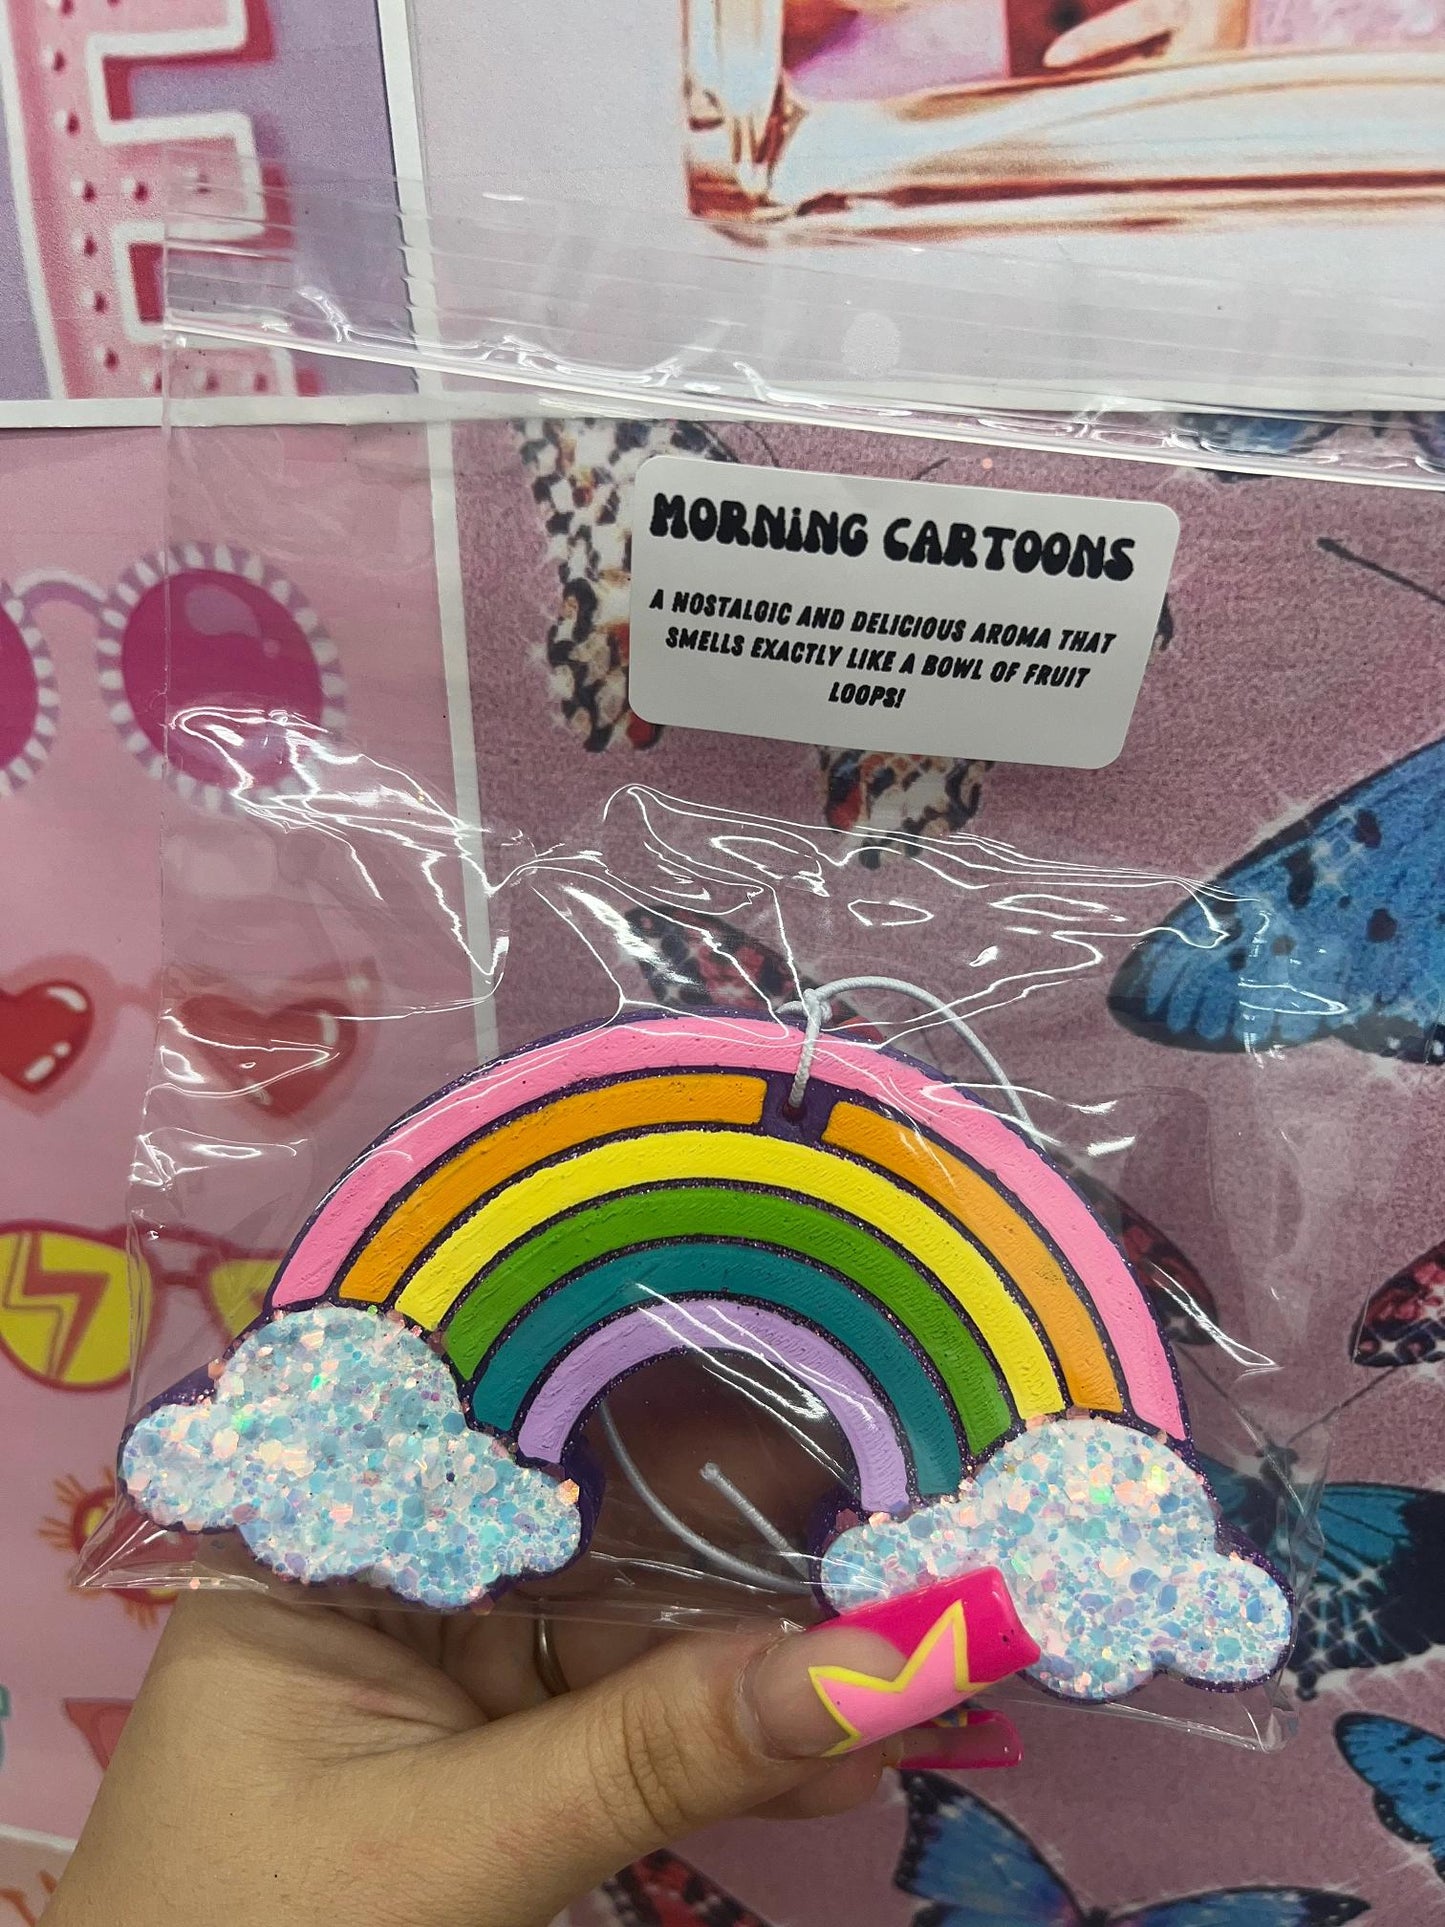 MORNiNG CARTOONS
A NOSTALGIC AND DELICIOUS AROMA THAT
SMELLS EXACTLY LIKE A BOWL OF FRUIT
LOOPS!